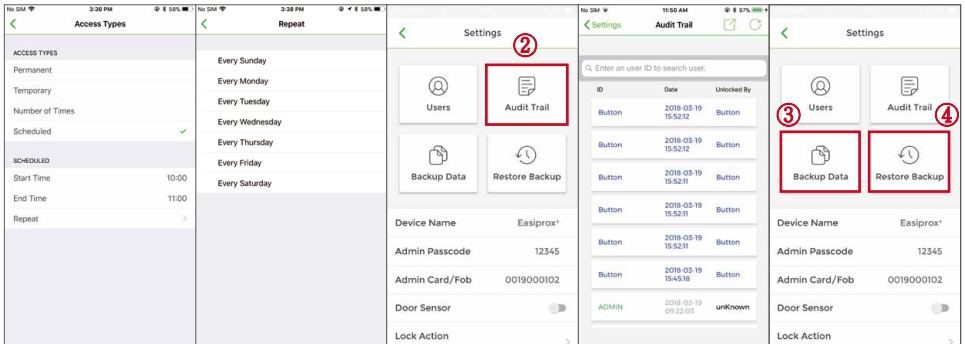 No SIM 3:38 PM 58%
Access Types
ACCESS TYPES
Permanent
Temporary
Number of Times
Scheduled
SCHEDULED
Start Time 10:00
End Time 11:00
Repeat
No SIM 3:38 PM 58%
Repeat
Every Sunday
Every Monday
Every Tuesday
Every Wednesday
Every Thursday
Every Friday
Every Saturday
Settings
②
Users Audit Trail
Backup Data Restore Backup
Device Name Easiprox+
Admin Passcode 12345
Admin Card/Fob 0019000102
Door Sensor
Lock Action
No SIM 11:50 AM 97%
Settings Audit Trail
Enter an user ID to search user.
ID Date Unlocked By
Button 2018-03-19 15:52:12 Button
Button 2018-03-19 15:52:12 Button
Button 2018-03-19 15:52:11 Button
Button 2018-03-19 15:52:11 Button
Button 2018-03-19 15:52:11 Button
Button 2018-03-19 15:45:18 Button
ADMIN 2018-03-19 09:22:03 unKnown
Settings
Users Audit Trail
③ ④
Backup Data Restore Backup
Device Name Easiprox+
Admin Passcode 12345
Admin Card/Fob 0019000102
Door Sensor
Lock Action